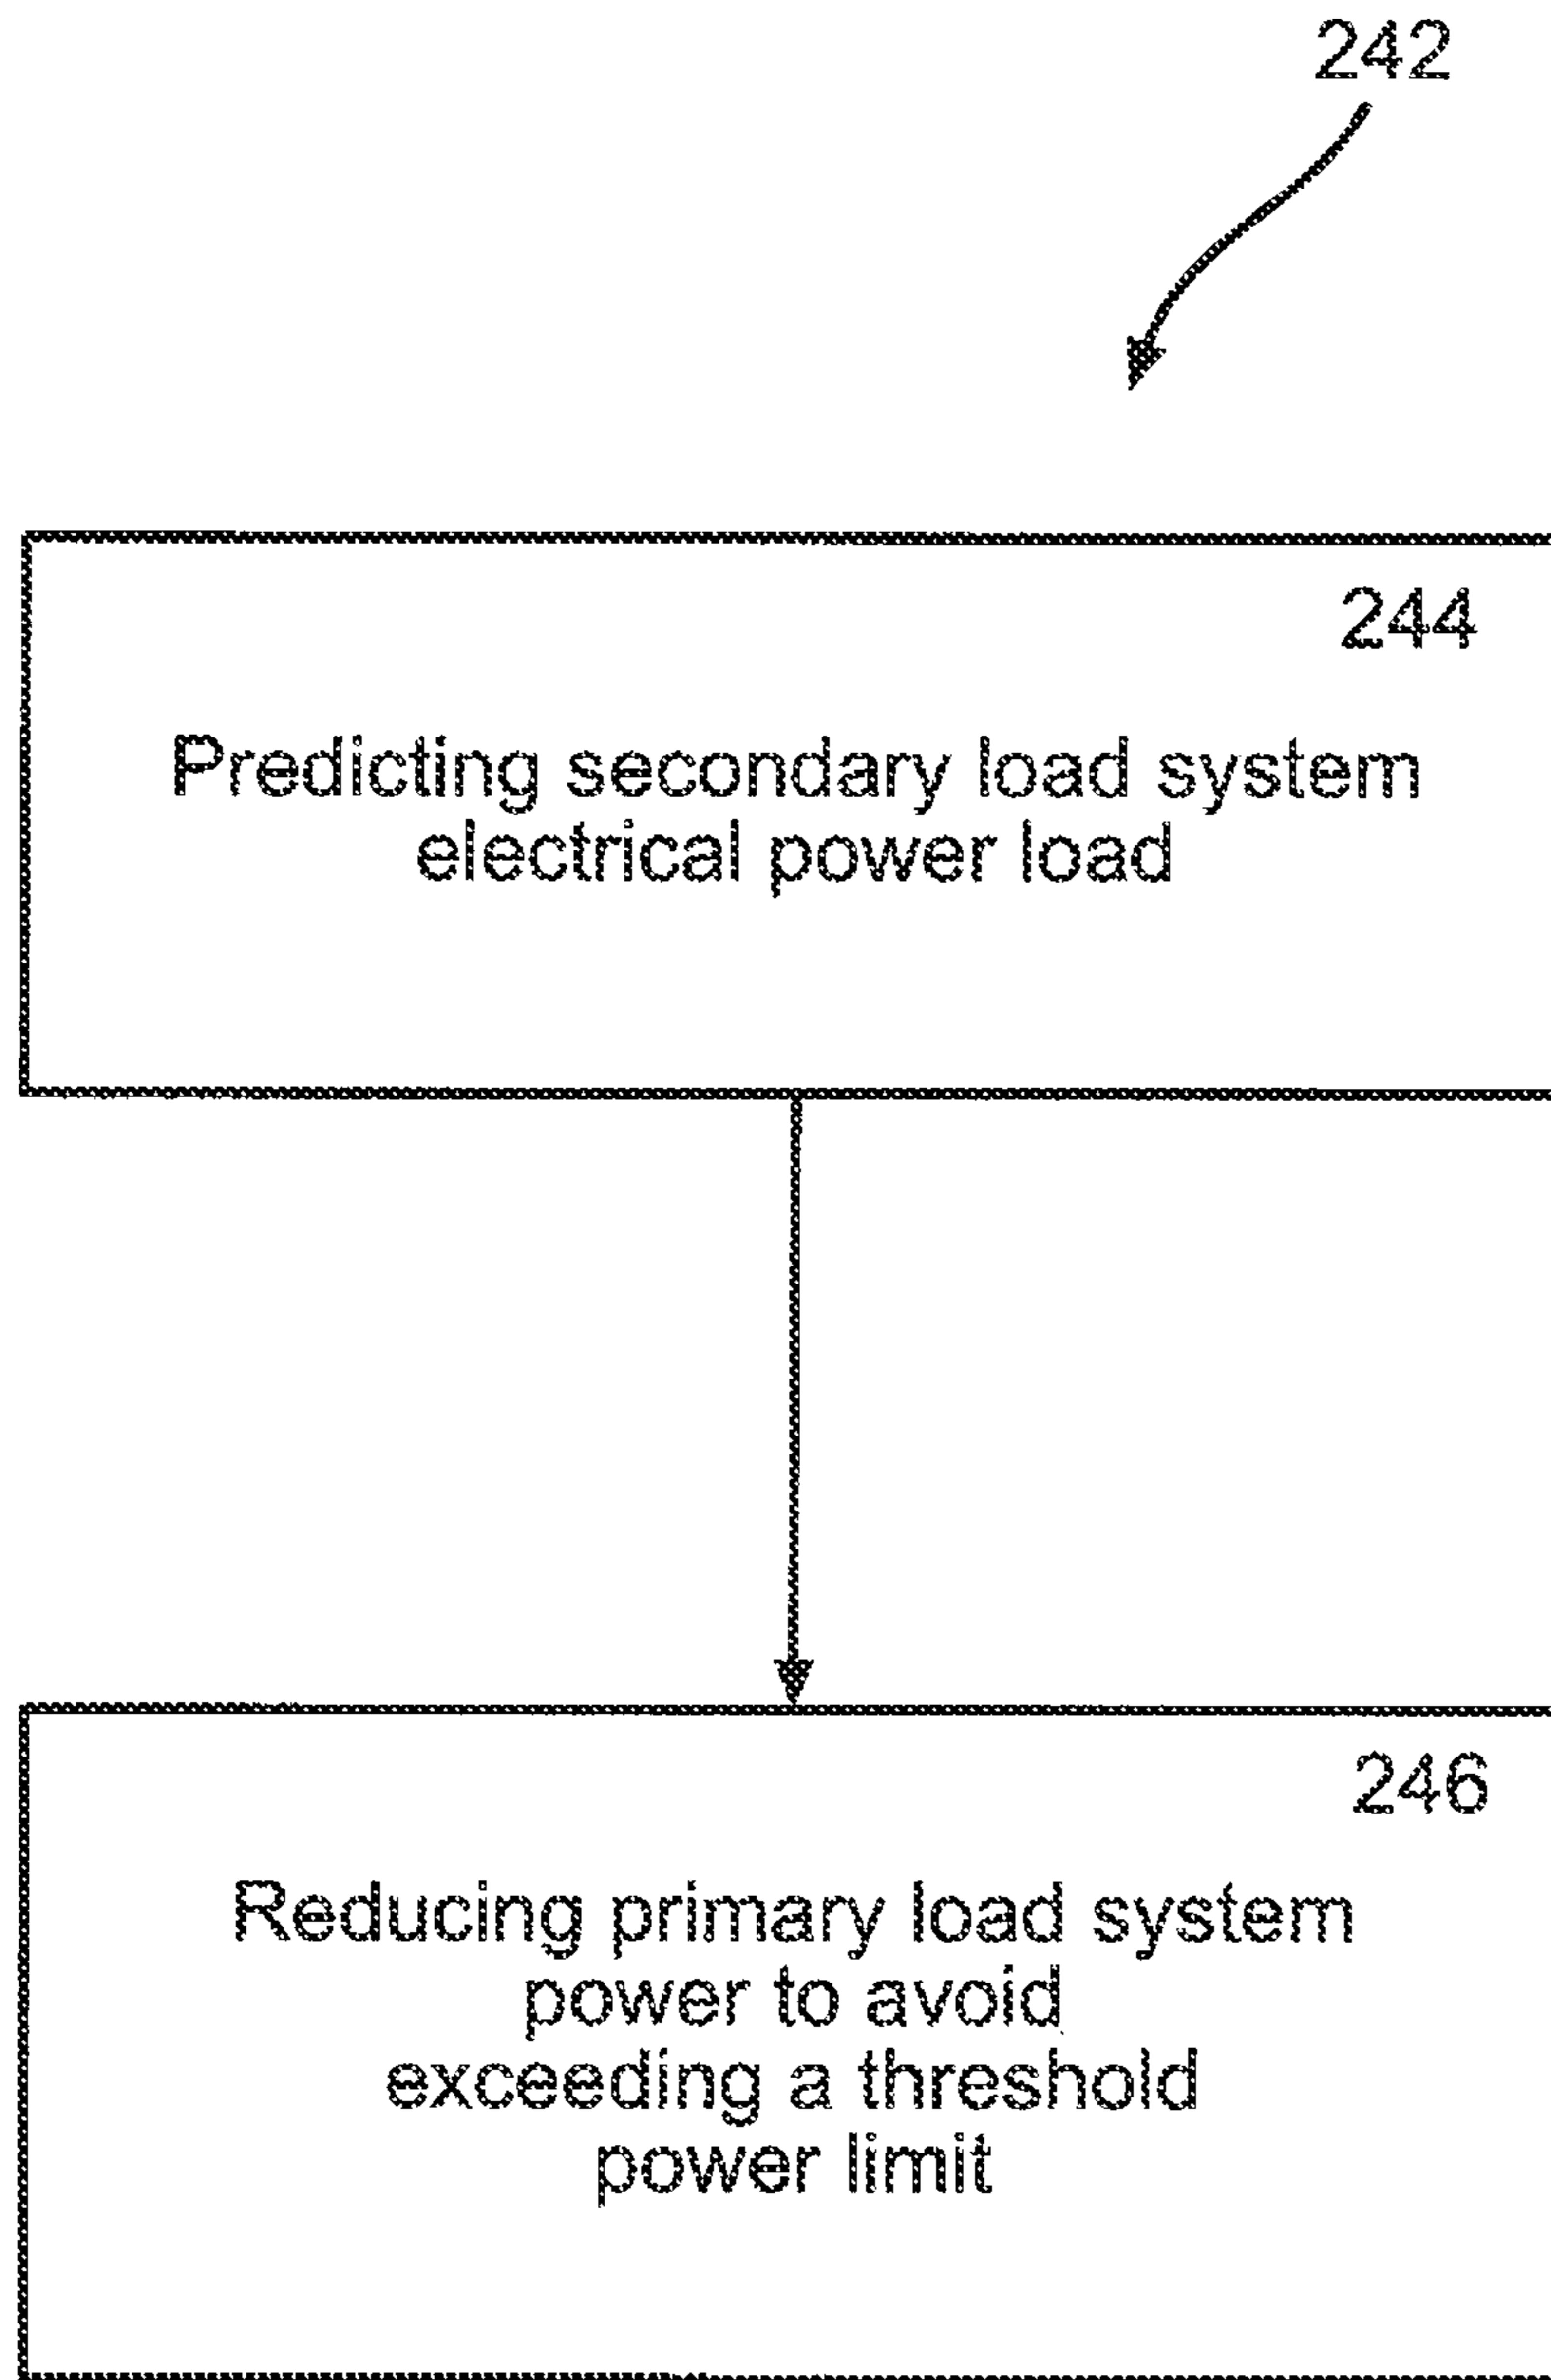 242
244
Predicting secondary load system
electrical power load
246
Reducing primary load system
power to avoid
exceeding a threshold
power limit